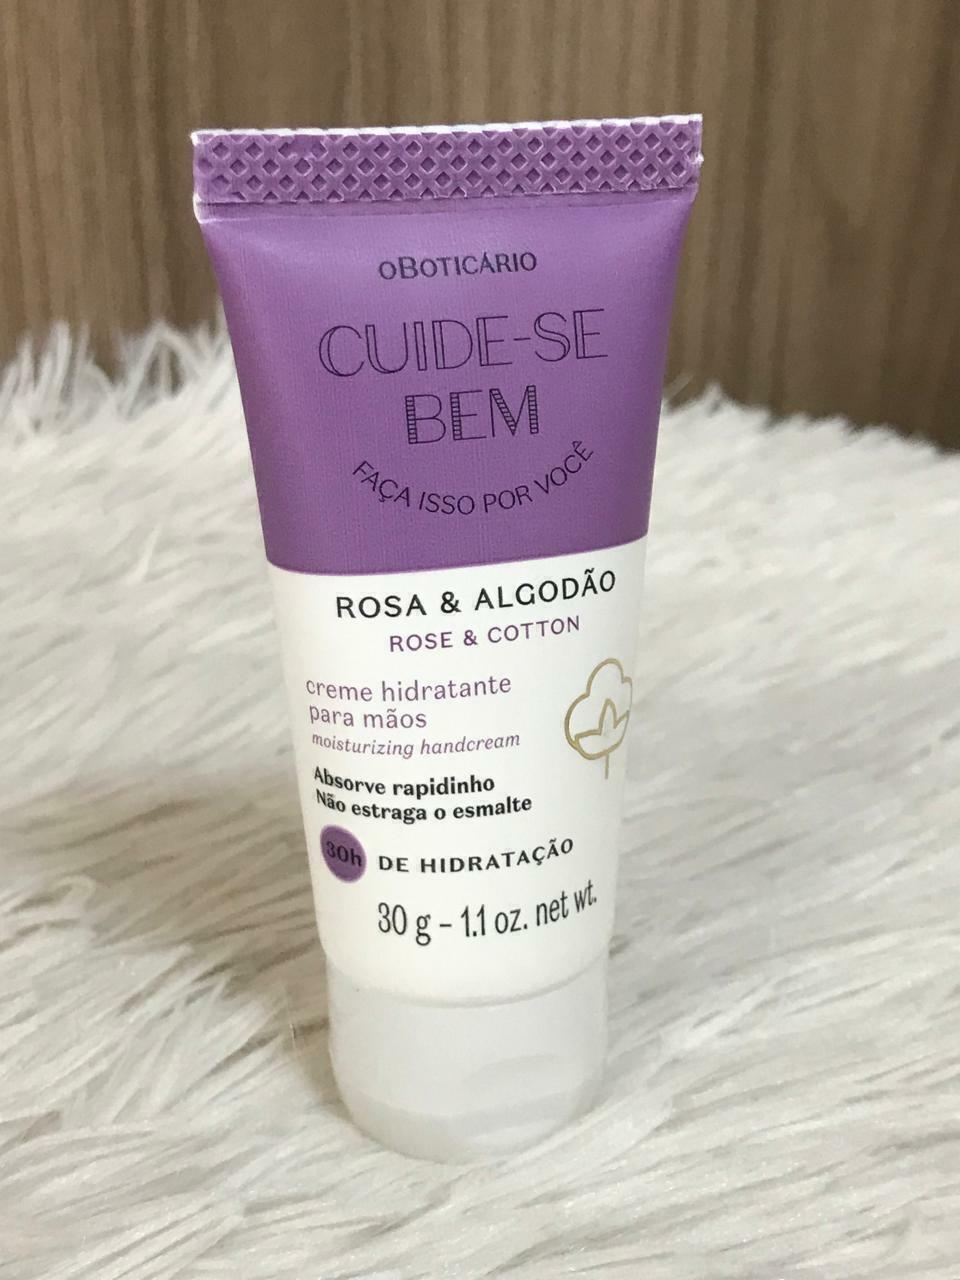 oBOTICÁRIO
CUIDE-SE
BEM
FAÇA ISSO POR VOCÊ
ROSA & ALGODÃO
ROSE & COTTON
creme hidratante
para mãos
moisturizing handcream
Absorve rapidinho
Não estraga o esmalte
30h DE HIDRATAÇÃO
30 g - 1.1 oz. net wt.